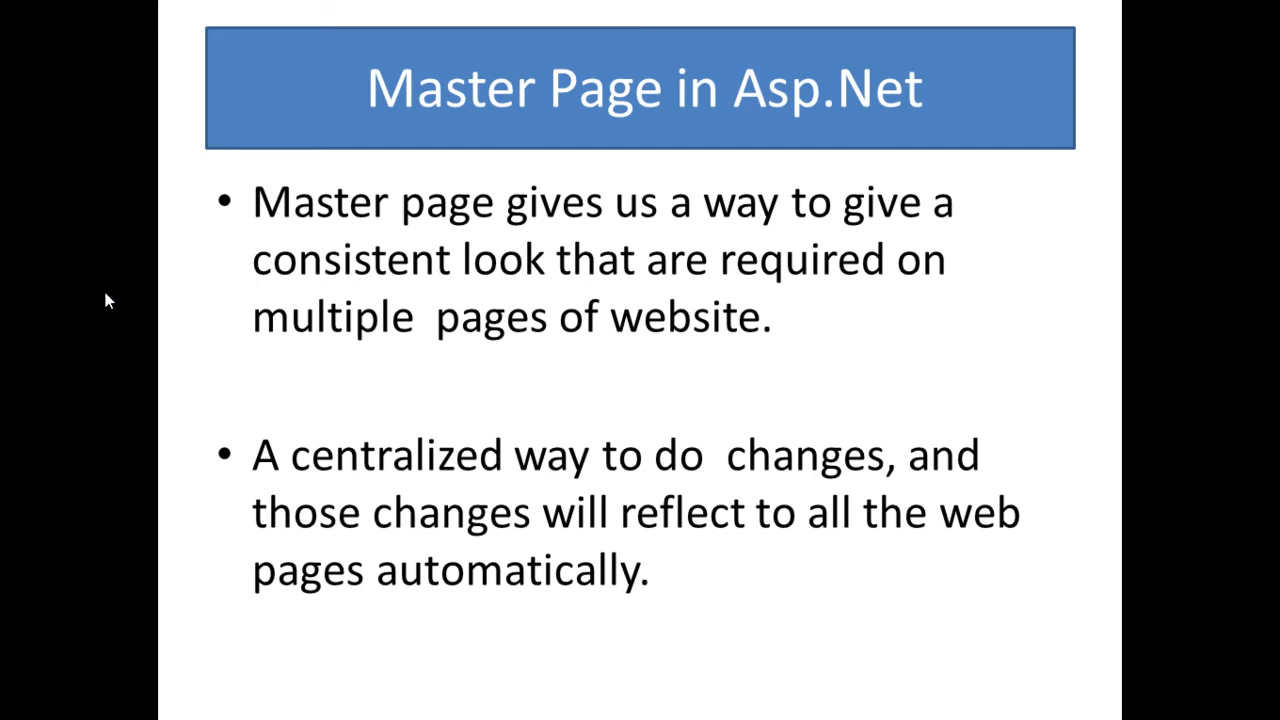 Master Page in Asp.Net
• Master page gives us a way to give a
consistent look that are required on
multiple  pages of website.
• A centralized way to do  changes, and
those changes will reflect to all the web
pages automatically.